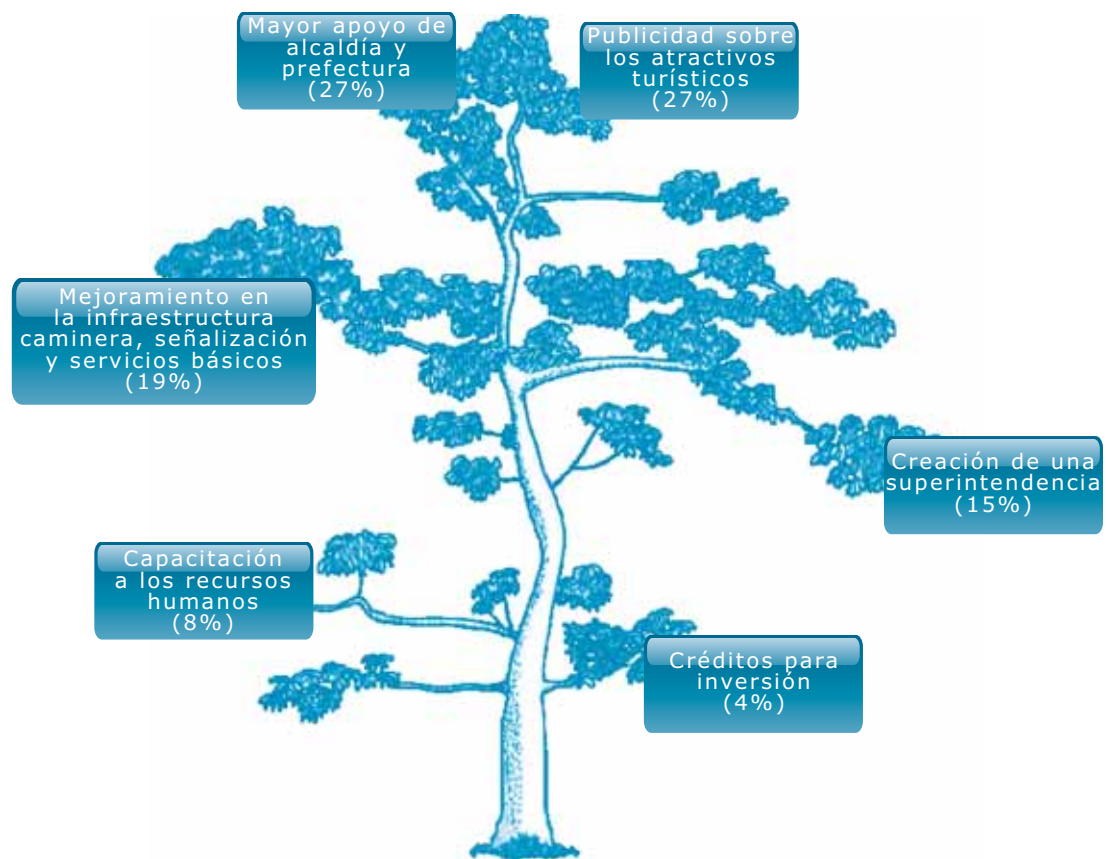 Mayor apoyo de
alcaldía y
prefectura
(27%)
Publicidad sobre
los atractivos
turísticos
(27%)
Mejoramiento en
la infraestructura
caminera, señalización
y servicios básicos
(19%)
Creación de una
superintendencia
(15%)
Capacitación
a los recursos
humanos
(8%)
Créditos para
inversión
(4%)